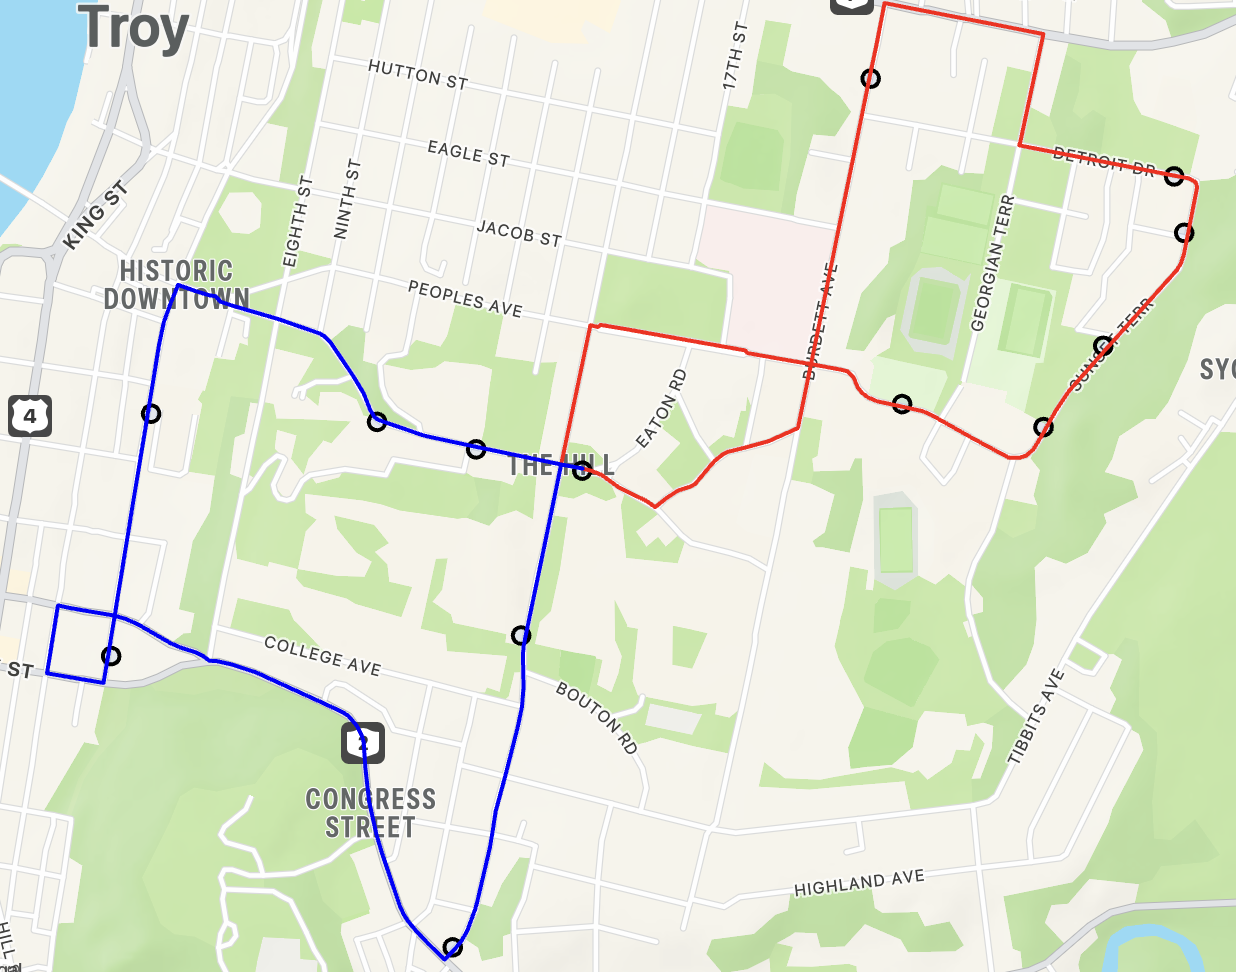 Troy
17TH ST
HUTTON ST
EAGLE ST
DETROIT DR
KING ST
EIGHTH ST
NINTH ST
JACOB ST
GEORGIAN TERR
HISTORIC
DOWNTOWN
PEOPLES AVE
BURDETT AVE
SUNSET TERR
SYC
4
EATON RD
THE HILL
ST
COLLEGE AVE
BOUTON RD
TIBBITS AVE
2
CONGRESS
STREET
HIGHLAND AVE
HILL